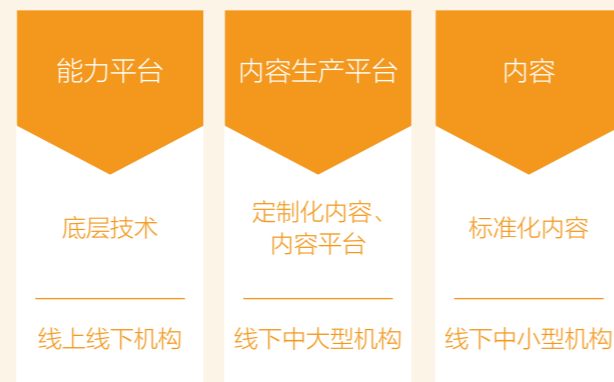 能力平台
底层技术
线上线下机构
内容生产平台
定制化内容、
内容平台
线下中大型机构
内容
标准化内容
线下中小型机构